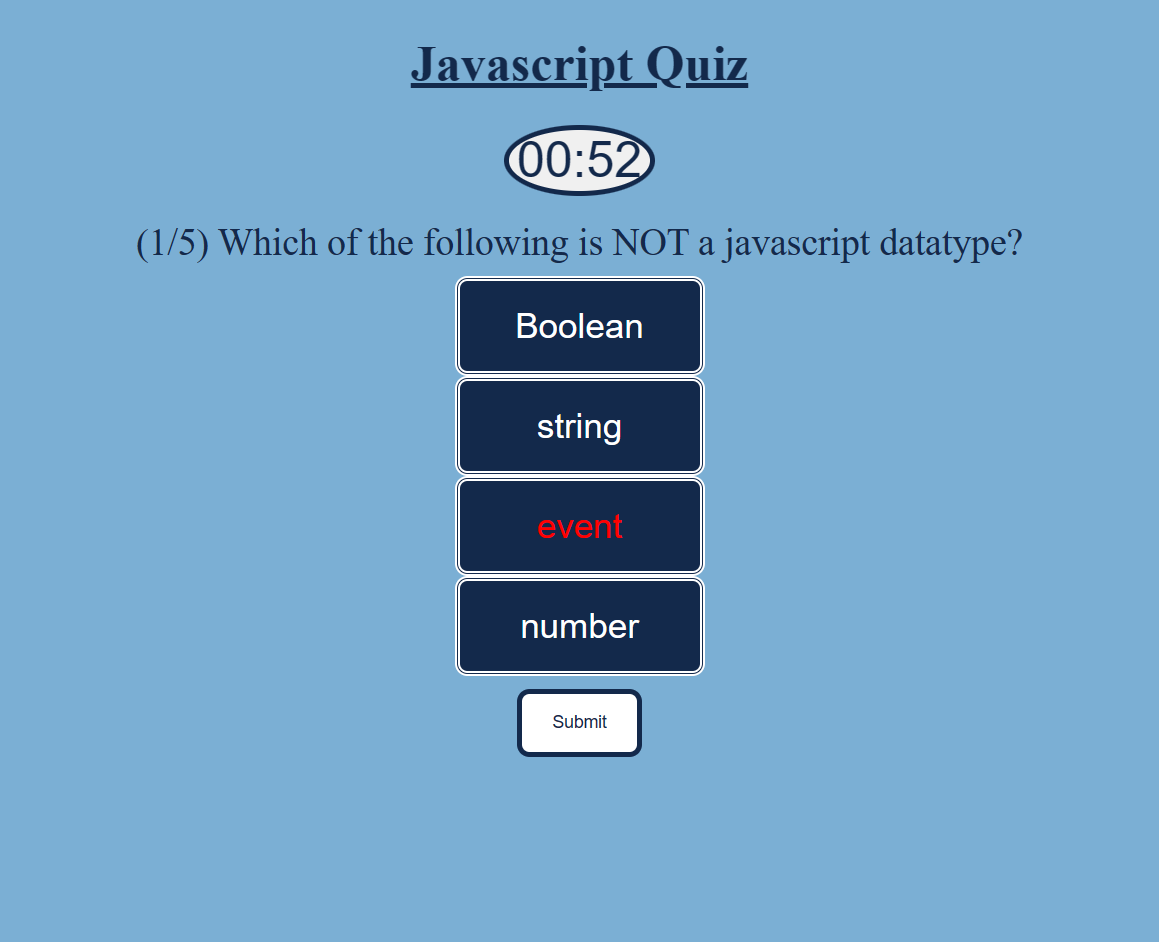 Javascript Quiz
00:52
(1/5) Which of the following is NOT a javascript datatype?
Boolean
string
event
number
Submit